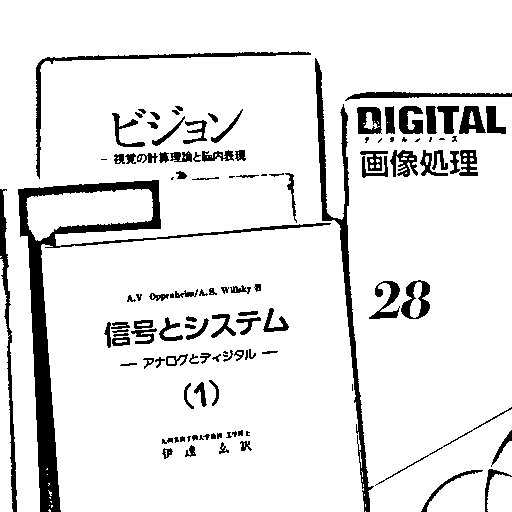 ビジョン
- 視覚の計算理論と脳内表現
DIGITAL
画像処理
28
A.V Oppenheim/A.S. Willsky 著
信号とシステム
— アナログとディジタル —
(1)
伊達 玄訳